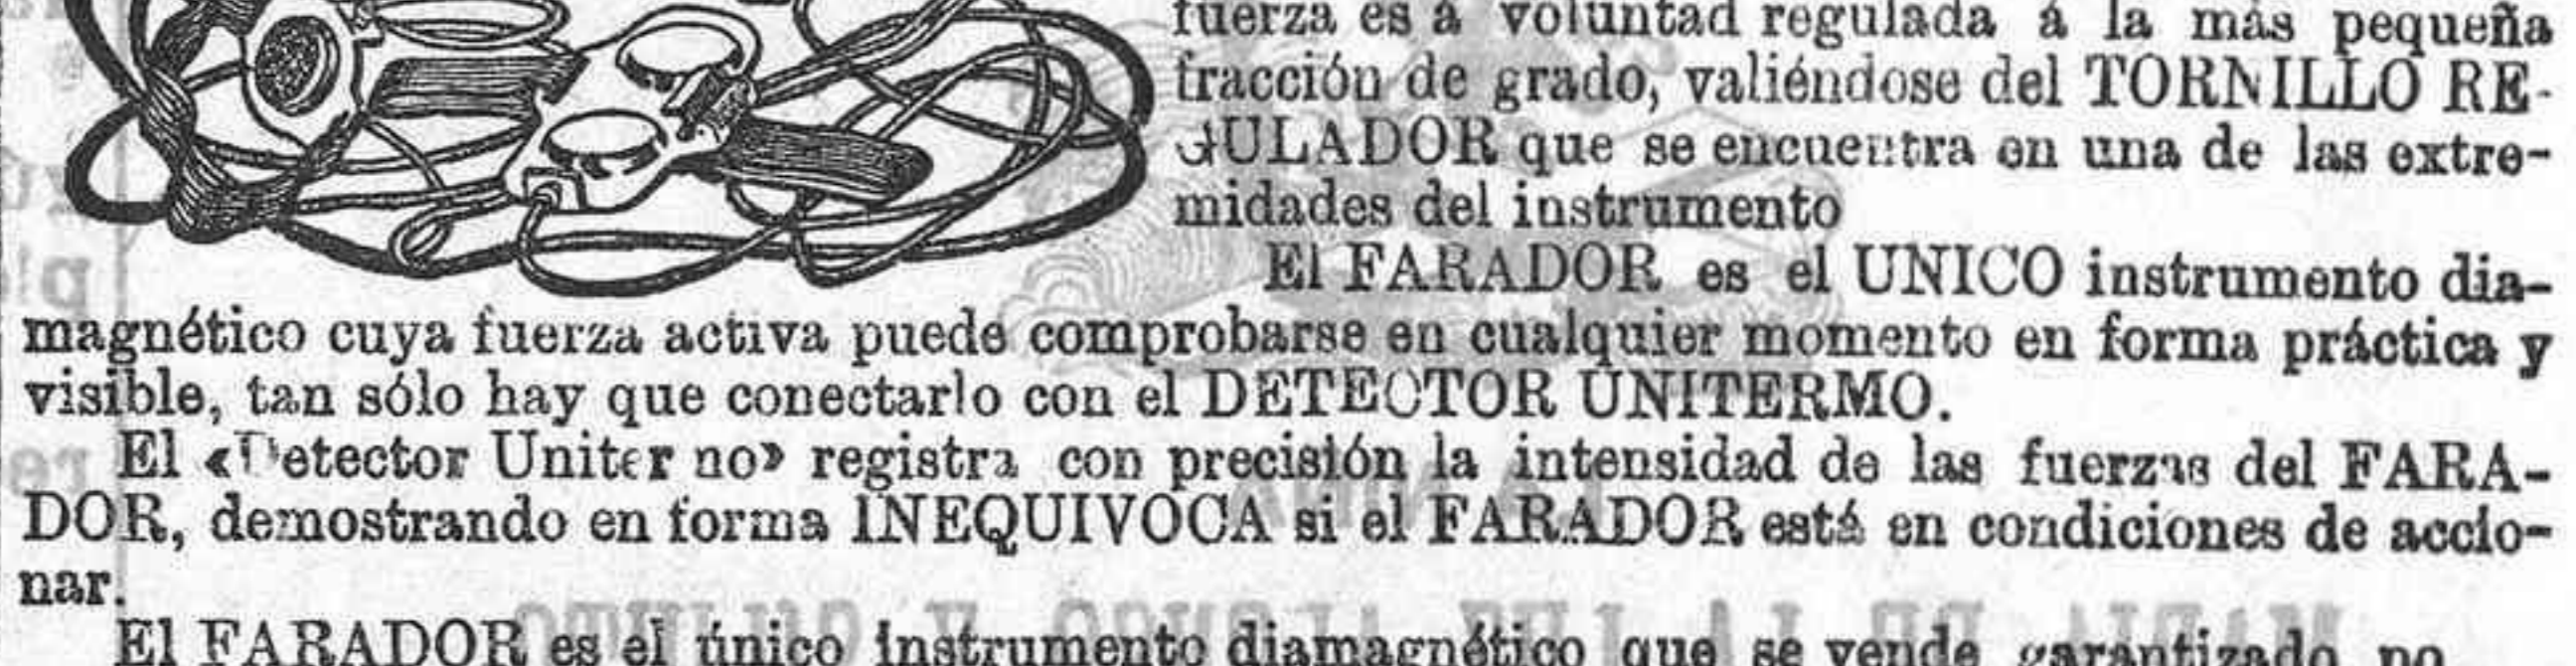 fuerza es á voluntad regulada á la más pequeña
fracción de grado, valiéndose del TORNILLO RE-
GULADOR que se encuentra en una de las extre-
midades del instrumento
El FARADOR es el UNICO instrumento dia-
magnético cuya fuerza activa puede comprobarse en cualquier momento en forma práctica y
visible, tan sólo hay que conectarlo con el DETECTOR UNITERMO.
El «Detector Unitermo» registra con precisión la intensidad de las fuerzas del FARA-
DOR, demostrando en forma INEQUIVOCA si el FARADOR está en condiciones de accio-
nar.
El FARADOR es el único instrumento diamagnético que se vende garantizado no